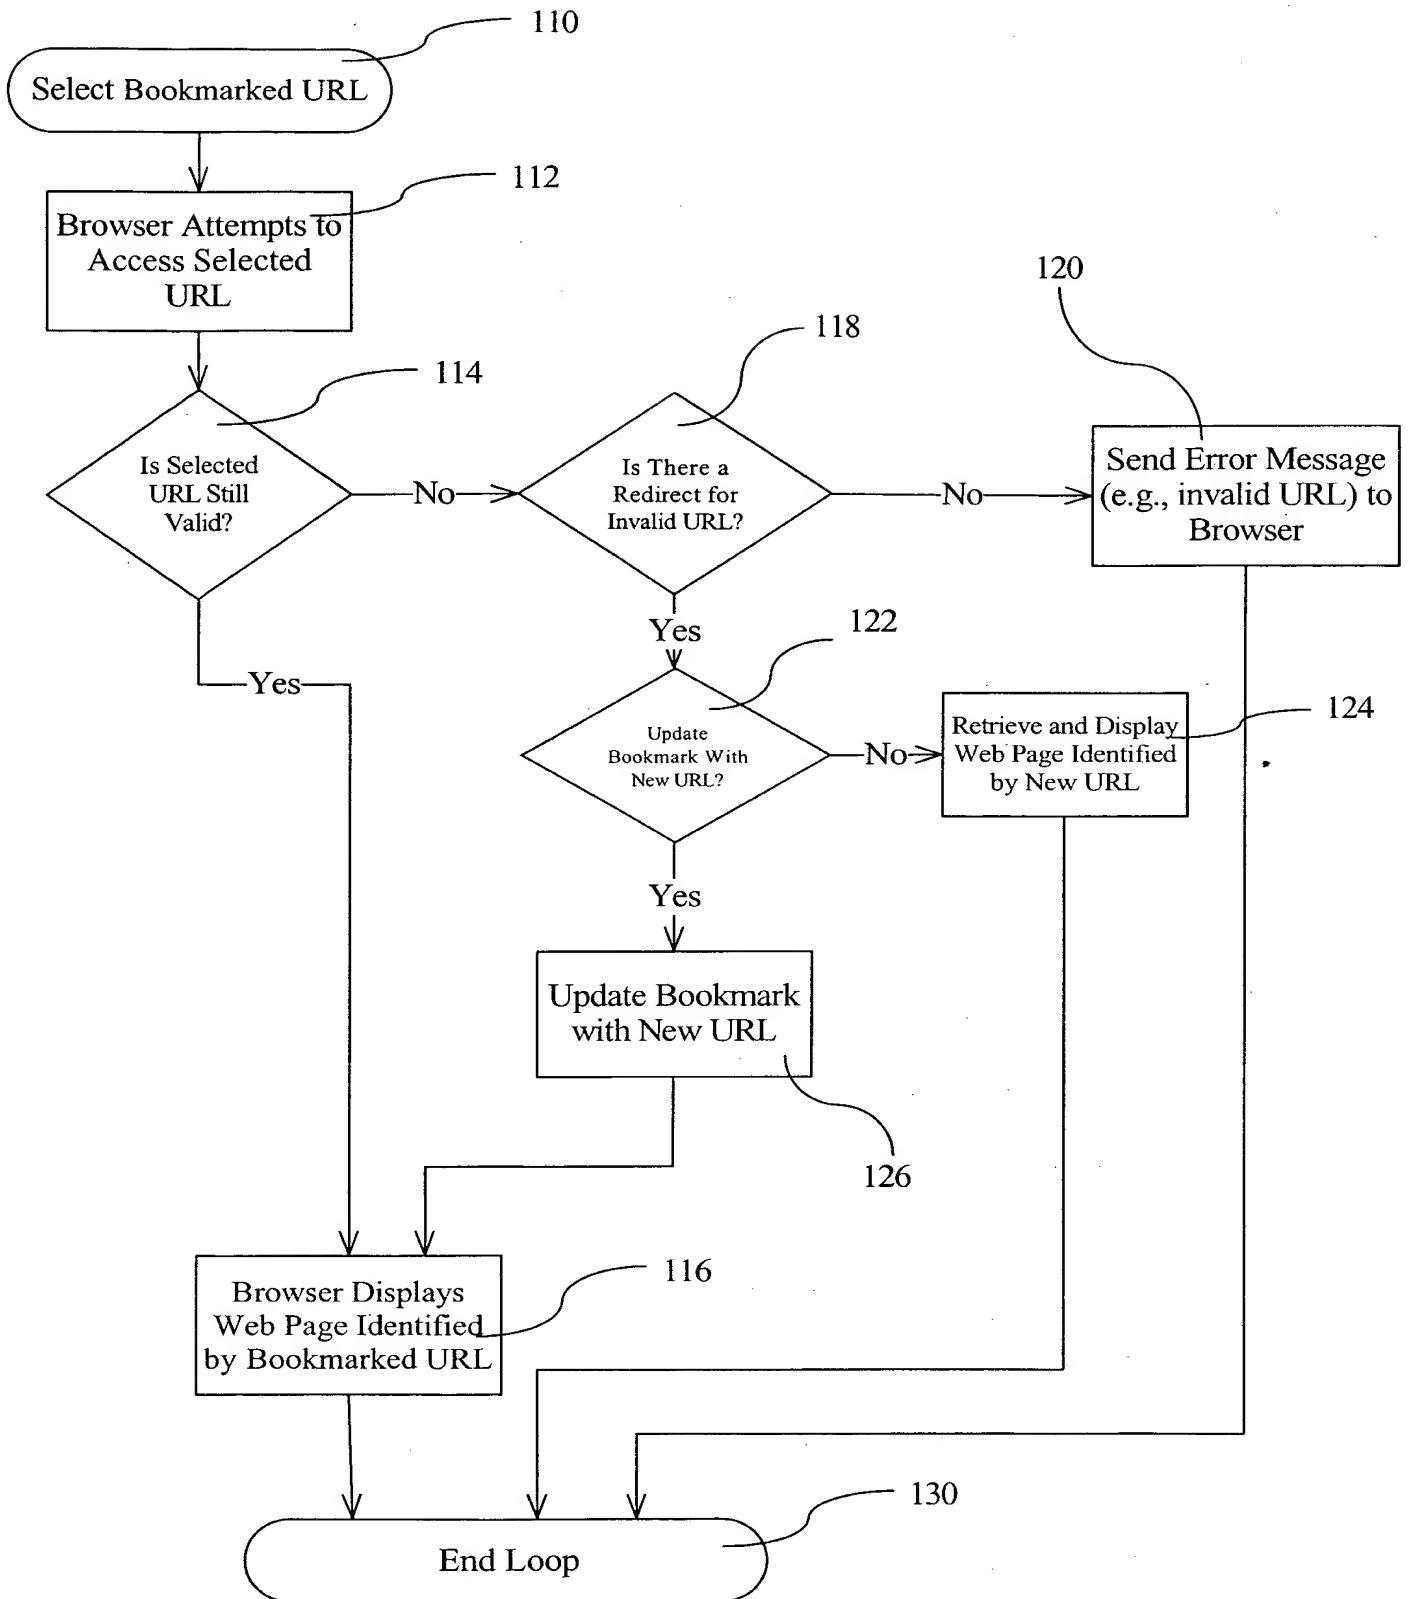 110
Select Bookmarked URL
112
Browser Attempts to
Access Selected
URL
120
118
114
Is Selected
URL Still
Valid?
No
Is There a
Redirect for
Invalid URL?
No
Send Error Message
(e.g., invalid URL) to
Browser
Yes
122
Yes
Update
Bookmark With
New URL?
No
Retrieve and Display
Web Page Identified
by New URL
124
Yes
Update Bookmark
with New URL
126
Browser Displays
Web Page Identified
by Bookmarked URL
116
130
End Loop